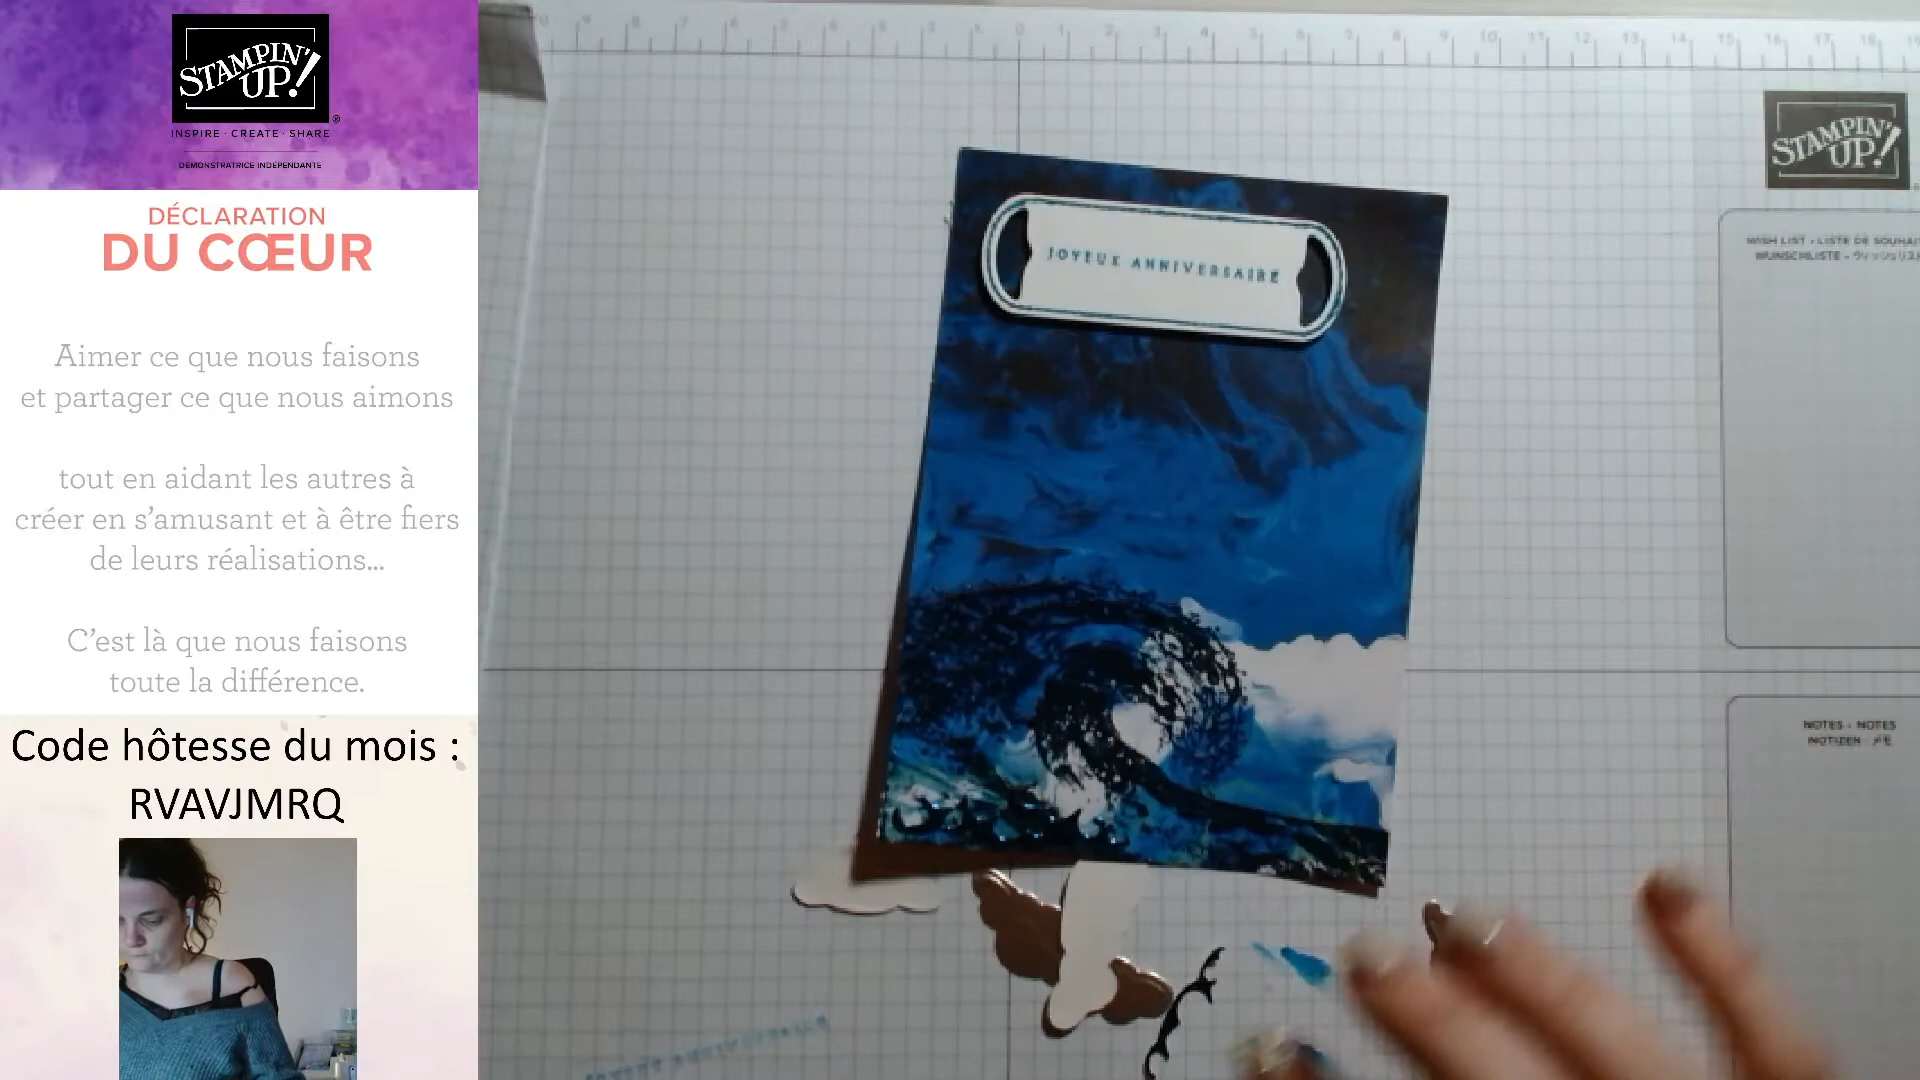 STAMPIN' UP!
INSPIRE · CREATE · SHARE
DÉMONSTRATRICE INDÉPENDANTE
DÉCLARATION
DU CŒUR
Aimer ce que nous faisons
et partager ce que nous aimons
tout en aidant les autres à
créer en s’amusant et à être fiers
de leurs réalisations...
C’est là que nous faisons
toute la différence.
Code hôtesse du mois :
RVAVJMRQ
JOYEUX ANNIVERSAIRE
STAMPIN' UP!
WISH LIST • LISTE DE
WUNSCHLISTE •
NOTES • NOTES
NOTIZEN •